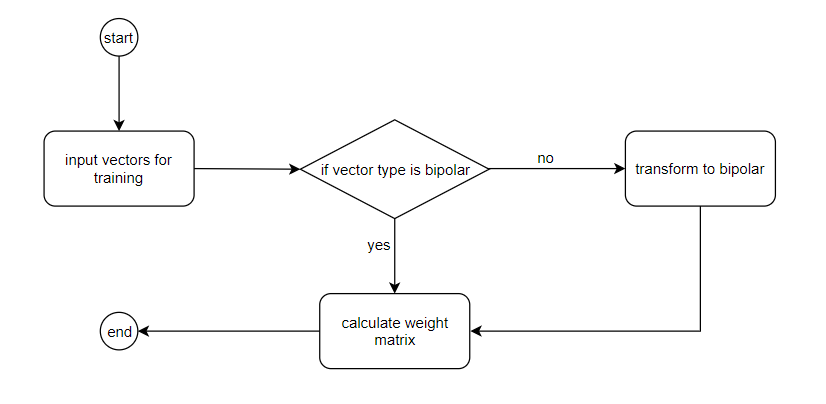 start
input vectors for
training
if vector type is bipolar
no
transform to bipolar
yes
calculate weight
matrix
end